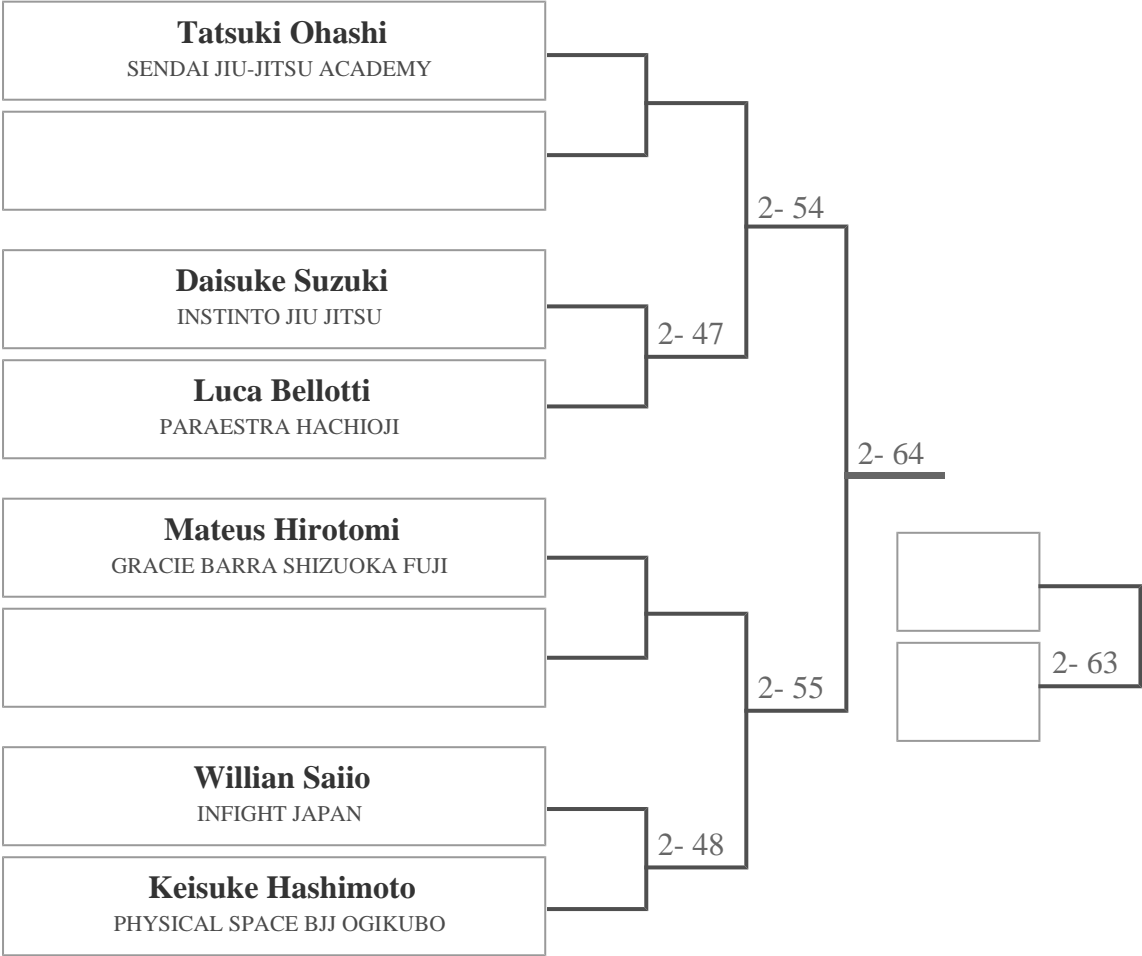 Tatsuki Ohashi
SENDAI JIU-JITSU ACADEMY
2- 54
Daisuke Suzuki
INSTINTO JIU JITSU
2- 47
Luca Bellotti
PARAESTRA HACHIOJI
2- 64
Mateus Hirotomi
GRACIE BARRA SHIZUOKA FUJI
2- 63
2- 55
Willian Saiio
INFIGHT JAPAN
2- 48
Keisuke Hashimoto
PHYSICAL SPACE BJJ OGIKUBO